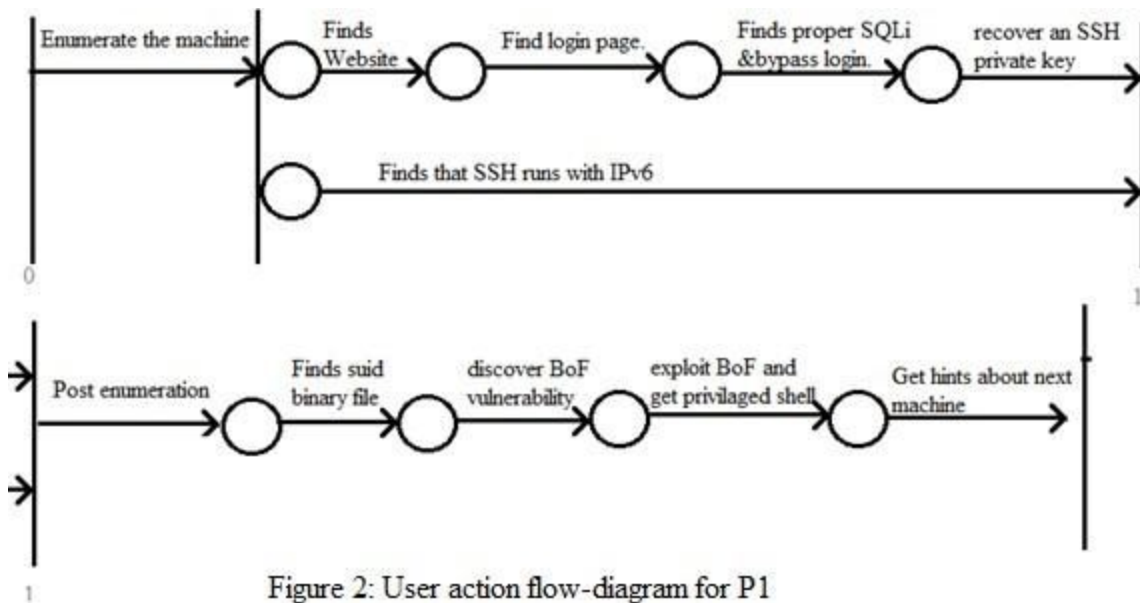 Enumerate the machine
Finds
Website
Find login page.
Finds proper SQLi
&bypass login.
recover an SSH
private key
Finds that SSH runs with IPv6
0
1
Post enumeration
Finds suid
binary file
discover BoF
vulnerability
exploit BoF and
get privilaged shell
Get hints about next
machine
1
Figure 2: User action flow-diagram for P1